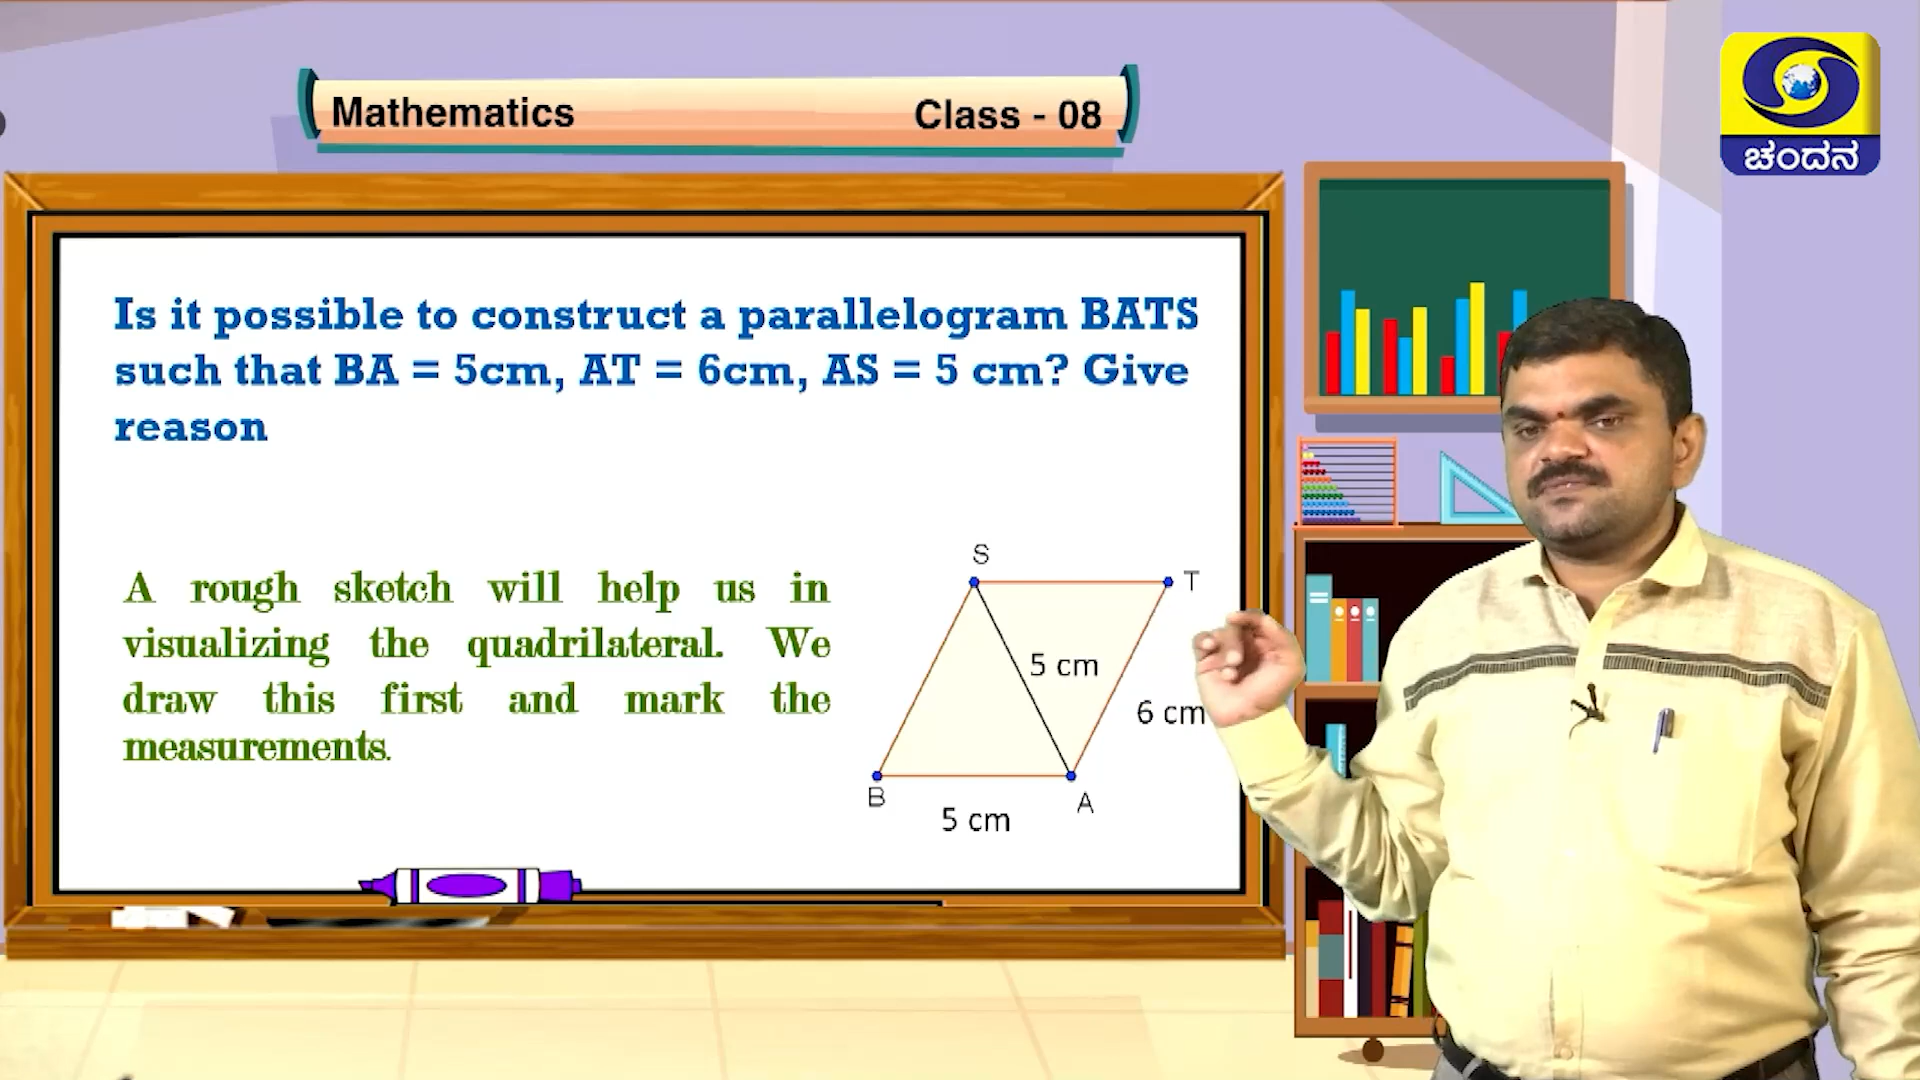 Mathematics
Class - 08
ಚಂದನ
Is it possible to construct a parallelogram BATS
such that BA = 5cm, AT = 6cm, AS = 5 cm? Give
reason
A rough sketch will help us in
visualizing the quadrilateral. We
draw this first and mark the
measurements.
S
T
5 cm
6 cm
B
A
5 cm